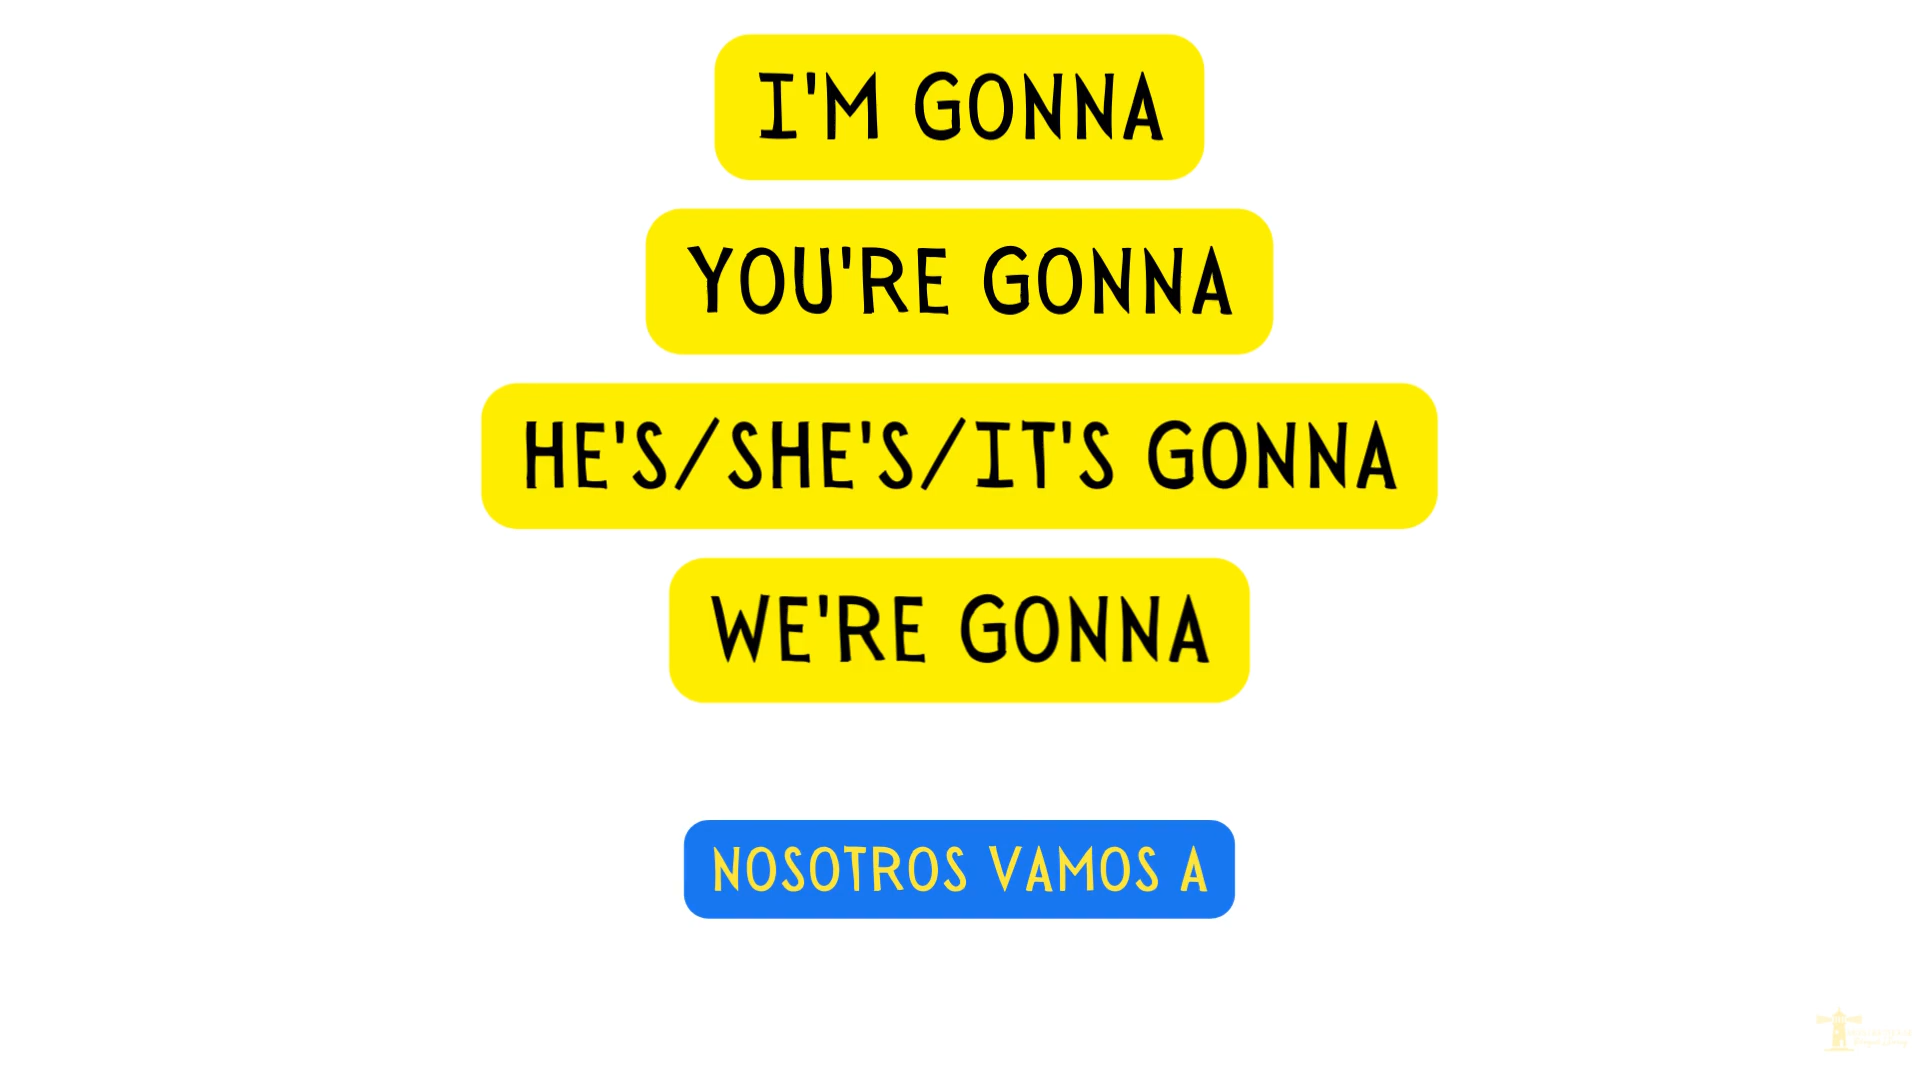 I'M GONNA
YOU'RE GONNA
HE'S/SHE'S/IT'S GONNA
WE'RE GONNA
NOSOTROS VAMOS A